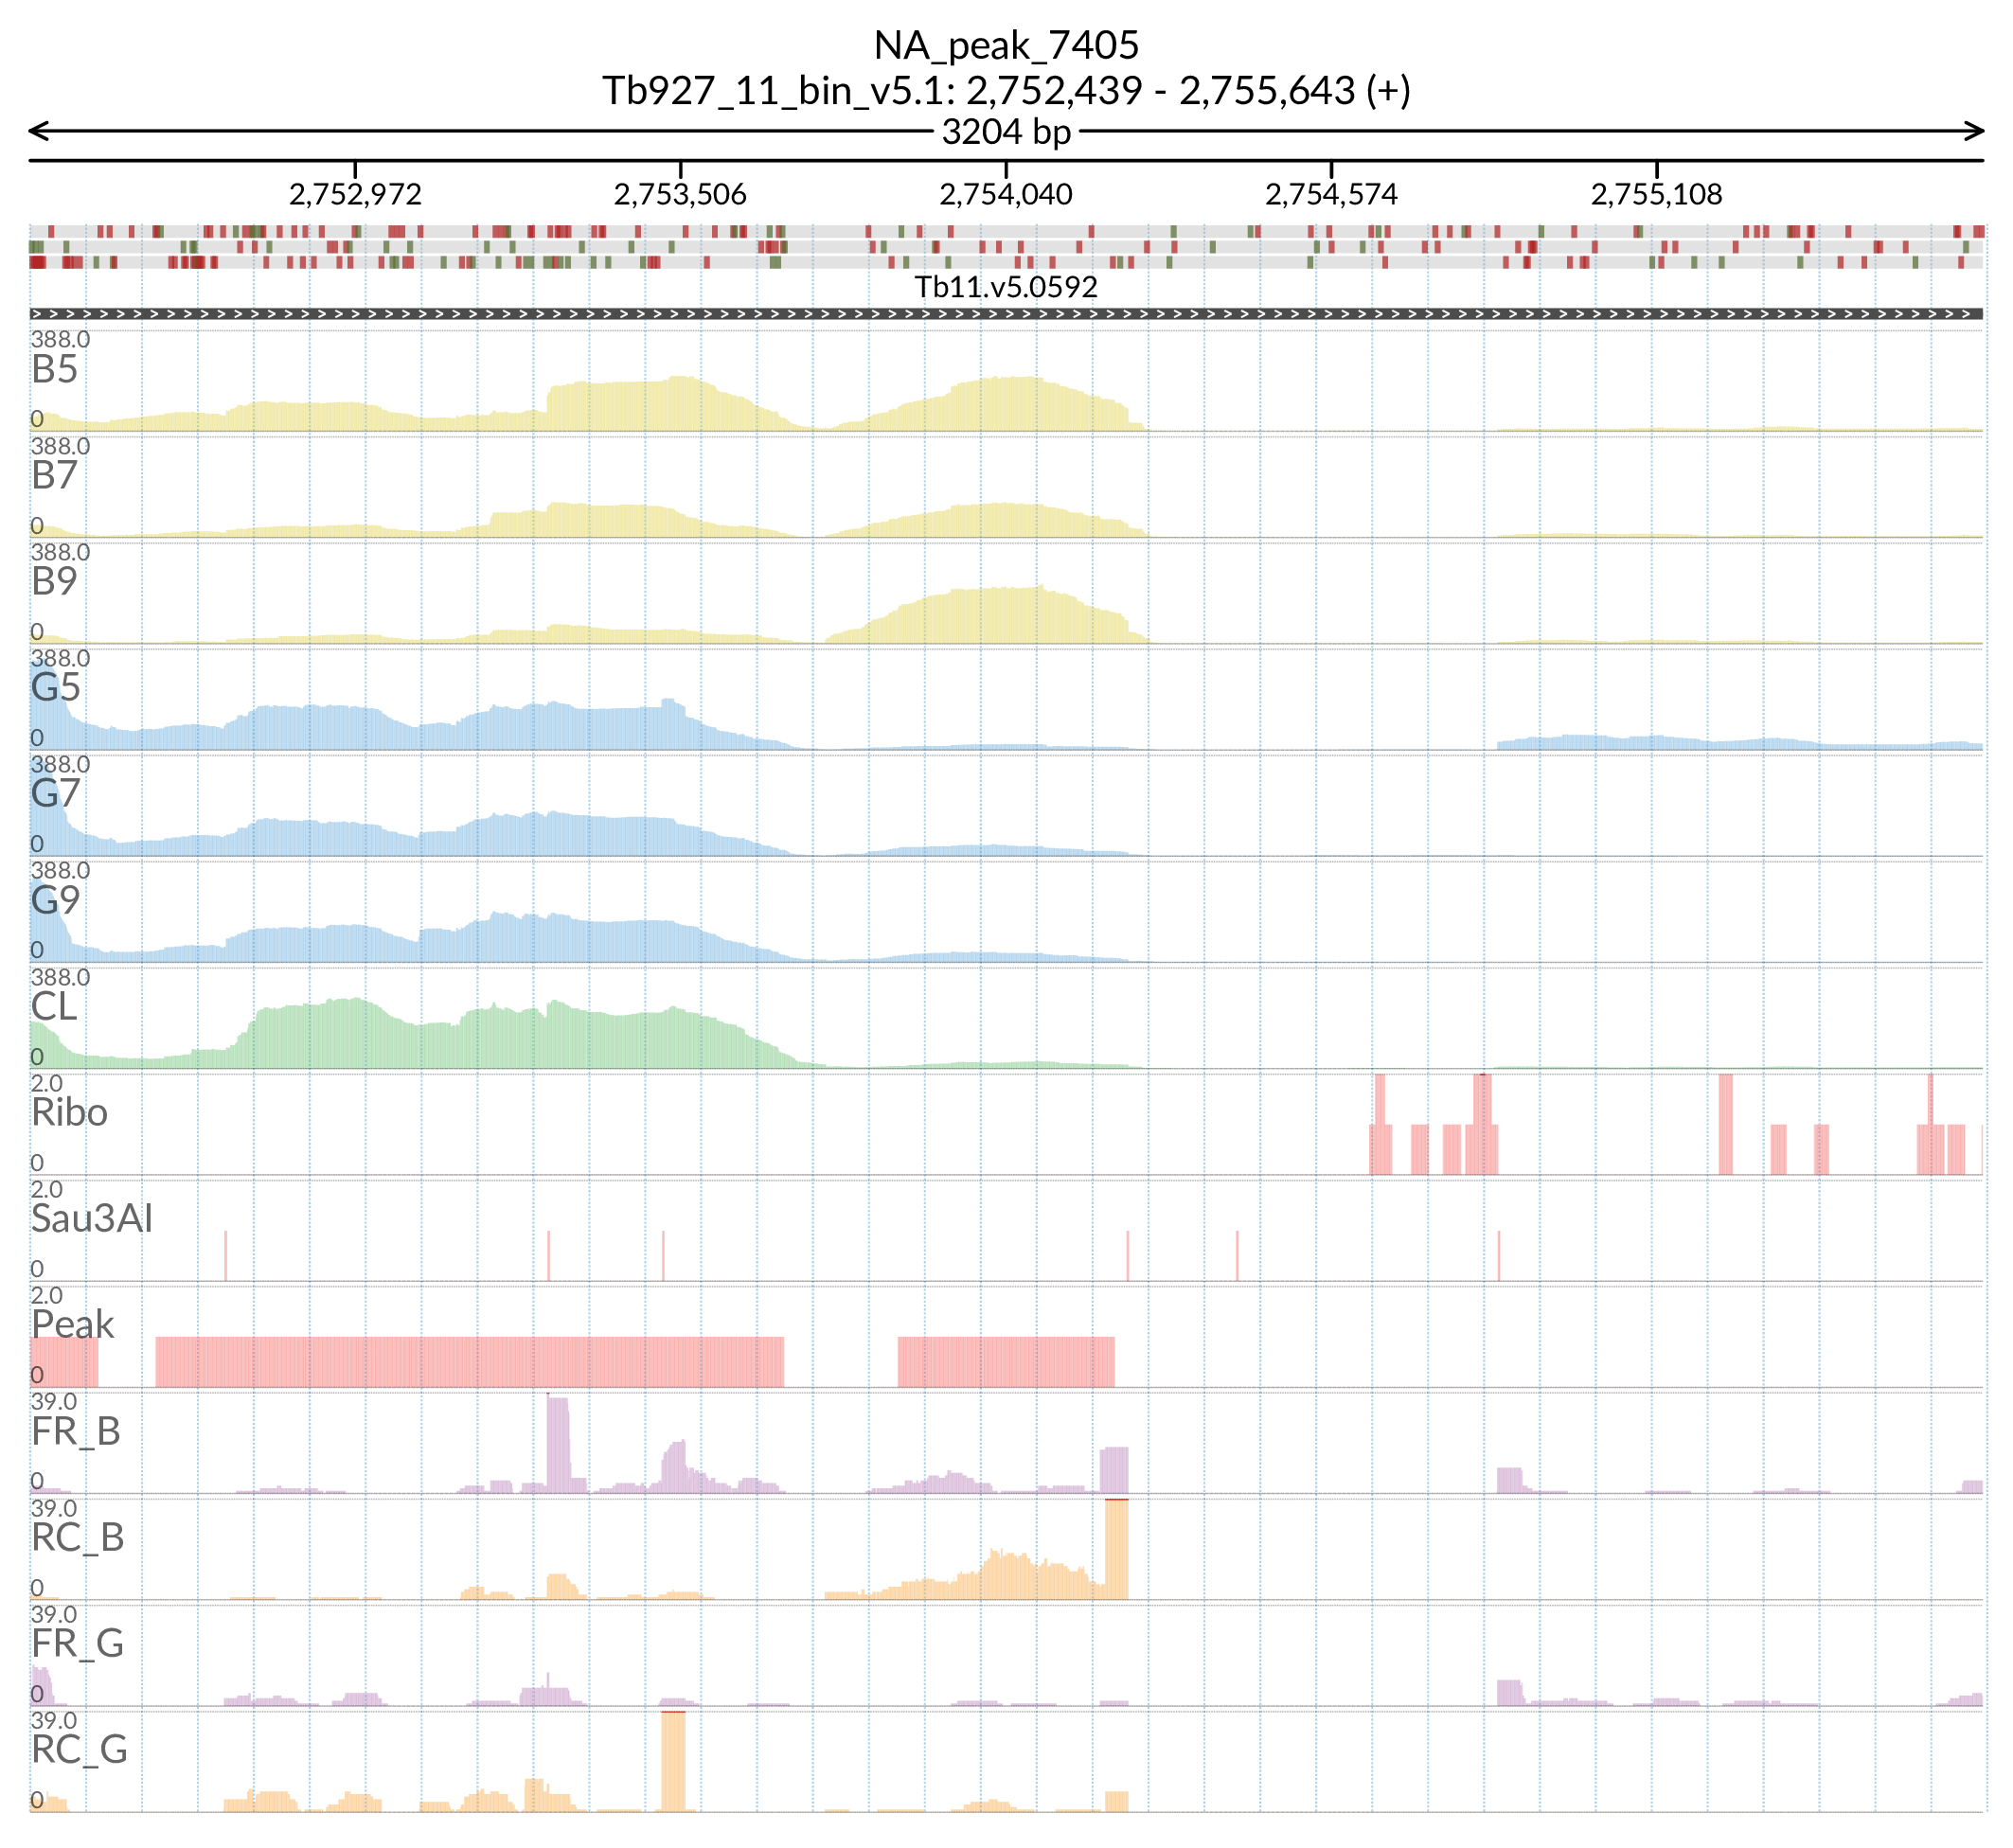 NA_peak_7405
Tb927_11_bin_v5.1: 2,752,439 - 2,755,643 (+)
3204 bp
2,752,972 2,753,506 2,754,040 2,754,574 2,755,108
Tb11.v5.0592
388.0
B5
0
388.0
B7
0
388.0
B9
0
388.0
G5
0
388.0
G7
0
388.0
G9
0
388.0
CL
0
2.0
Ribo
0
2.0
Sau3AI
0
2.0
Peak
0
39.0
FR_B
0
39.0
RC_B
0
39.0
FR_G
0
39.0
RC_G
0